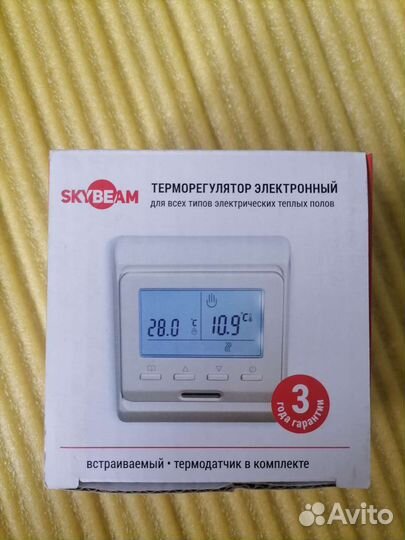 SKYBEAM
ТЕРМОРЕГУЛЯТОР ЭЛЕКТРОННЫЙ
для всех типов электрических теплых полов
28.0 °C
10.9 °C
3
года гарантии
встраиваемый • термодатчик в комплекте
Avito